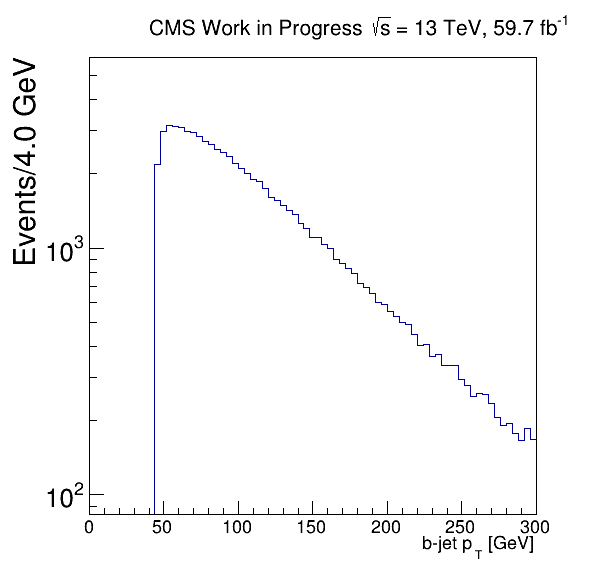 CMS Work in Progress √s = 13 TeV, 59.7 fb⁻¹
Events/4.0 GeV
10³
10²
0 50 100 150 200 250 300
b-jet p_T [GeV]